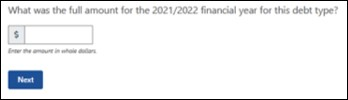 What was the full amount for the 2021/2022 financial year for this debt type?
$
Enter the amount in whole dollars.
Next